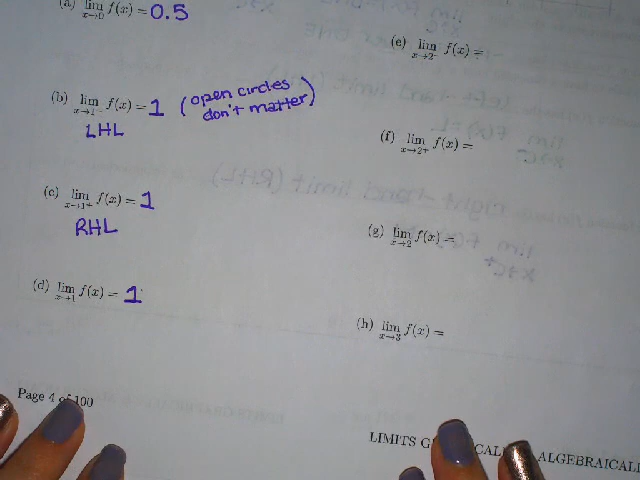 (a) lim x→0 f(x) = 0.5
(b) lim x→1⁻ f(x) = 1 (open circles don't matter)
LHL
(c) lim x→1⁺ f(x) = 1
RHL
(d) lim x→1 f(x) = 1
(e) lim x→2⁻ f(x) =
(f) lim x→2⁺ f(x) =
(g) lim x→2 f(x) =
(h) lim x→3 f(x) =
Page 4 of 100
LIMITS ALGEBRAICALL